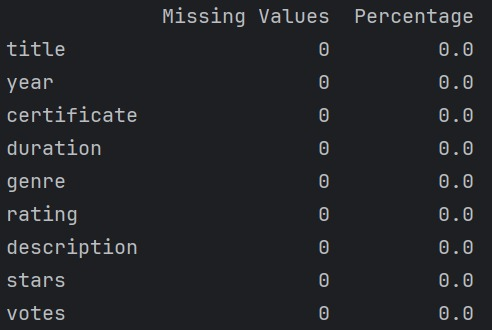 Missing Values Percentage
title 0 0.0
year 0 0.0
certificate 0 0.0
duration 0 0.0
genre 0 0.0
rating 0 0.0
description 0 0.0
stars 0 0.0
votes 0 0.0